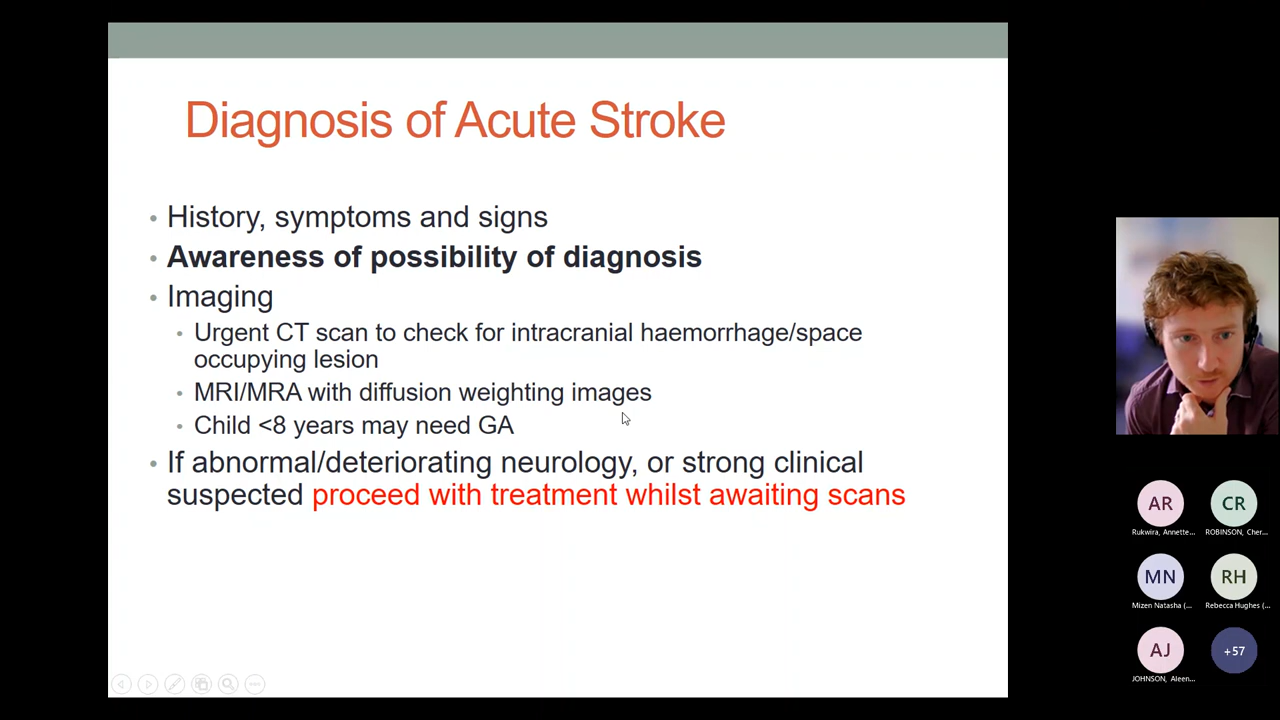 Diagnosis of Acute Stroke
• History, symptoms and signs
• Awareness of possibility of diagnosis
• Imaging
• Urgent CT scan to check for intracranial haemorrhage/space
occupying lesion
• MRI/MRA with diffusion weighting images
• Child <8 years may need GA
• If abnormal/deteriorating neurology, or strong clinical
suspected proceed with treatment whilst awaiting scans
AR
CR
Rukwira, Annette...
ROBINSON, Cher...
MN
RH
Mizen Natasha (...
Rebecca Hughes (...
AJ
+57
JOHNSON, Aleen...